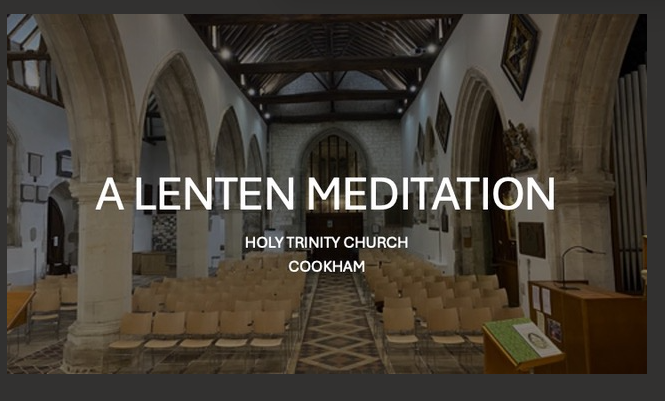 A LENTEN MEDITATION
HOLY TRINITY CHURCH
COOKHAM